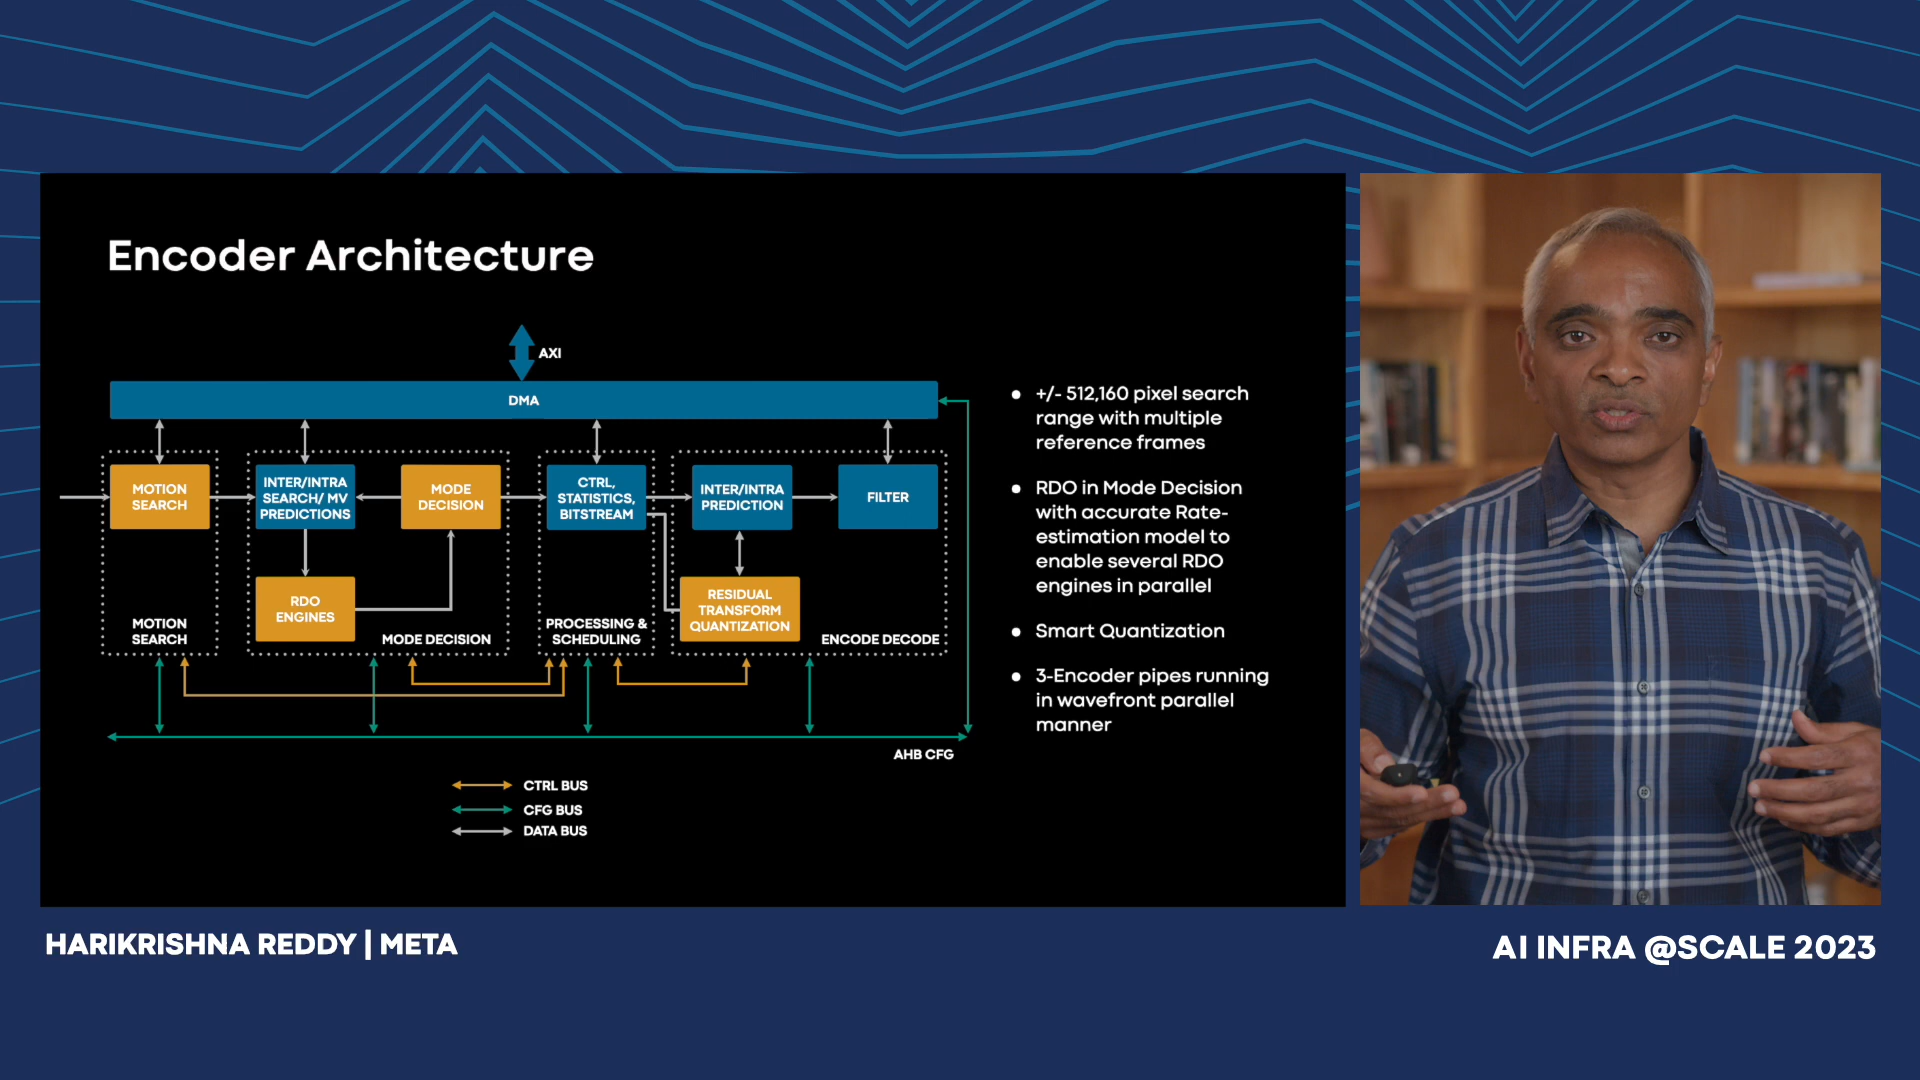 Encoder Architecture
AXI
DMA
MOTION
SEARCH
INTER/INTRA
SEARCH/ MV
PREDICTIONS
MODE
DECISION
CTRL,
STATISTICS,
BITSTREAM
INTER/INTRA
PREDICTION
FILTER
RDO
ENGINES
RESIDUAL
TRANSFORM
QUANTIZATION
MOTION
SEARCH
MODE DECISION
PROCESSING &
SCHEDULING
ENCODE DECODE
AHB CFG
CTRL BUS
CFG BUS
DATA BUS
• +/- 512,160 pixel search
range with multiple
reference frames
• RDO in Mode Decision
with accurate Rate-
estimation model to
enable several RDO
engines in parallel
• Smart Quantization
• 3-Encoder pipes running
in wavefront parallel
manner
HARIKRISHNA REDDY | META
AI INFRA @SCALE 2023